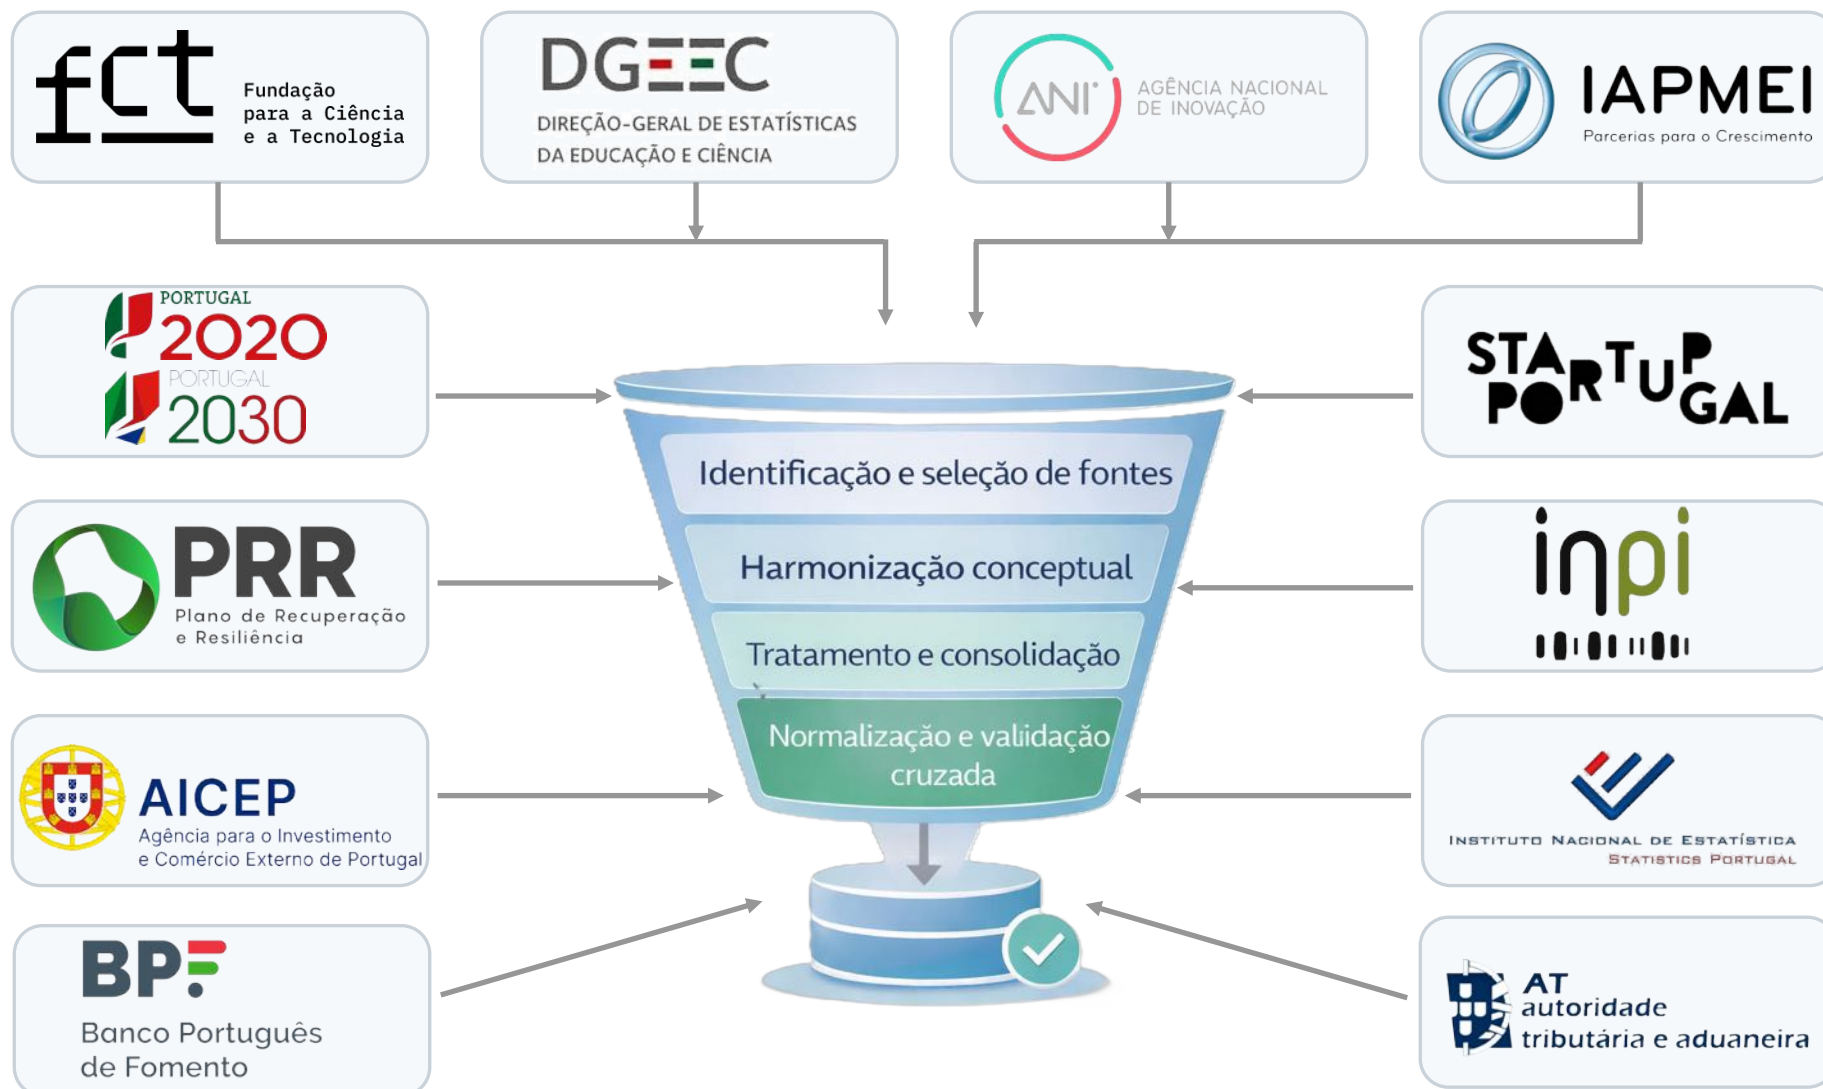 fct
Fundação
para a Ciência
e a Tecnologia
DGEEC
DIREÇÃO-GERAL DE ESTATÍSTICAS
DA EDUCAÇÃO E CIÊNCIA
ANI
AGÊNCIA NACIONAL
DE INOVAÇÃO
IAPMEI
Parcerias para o Crescimento
PORTUGAL
2020
PORTUGAL
2030
STARTUP
PORTUGAL
Identificação e seleção de fontes
Harmonização conceptual
Tratamento e consolidação
Normalização e valiidação
cruzada
PRR
Plano de Recuperação
e Resiliência
inpi
AICEP
Agência para o Investimento
e Comércio Externo de Portugal
INSTITUTO NACIONAL DE ESTATÍSTICA
STATISTICS PORTUGAL
BPF
Banco Português
de Fomento
AT
autoridade
tributária e aduaneira